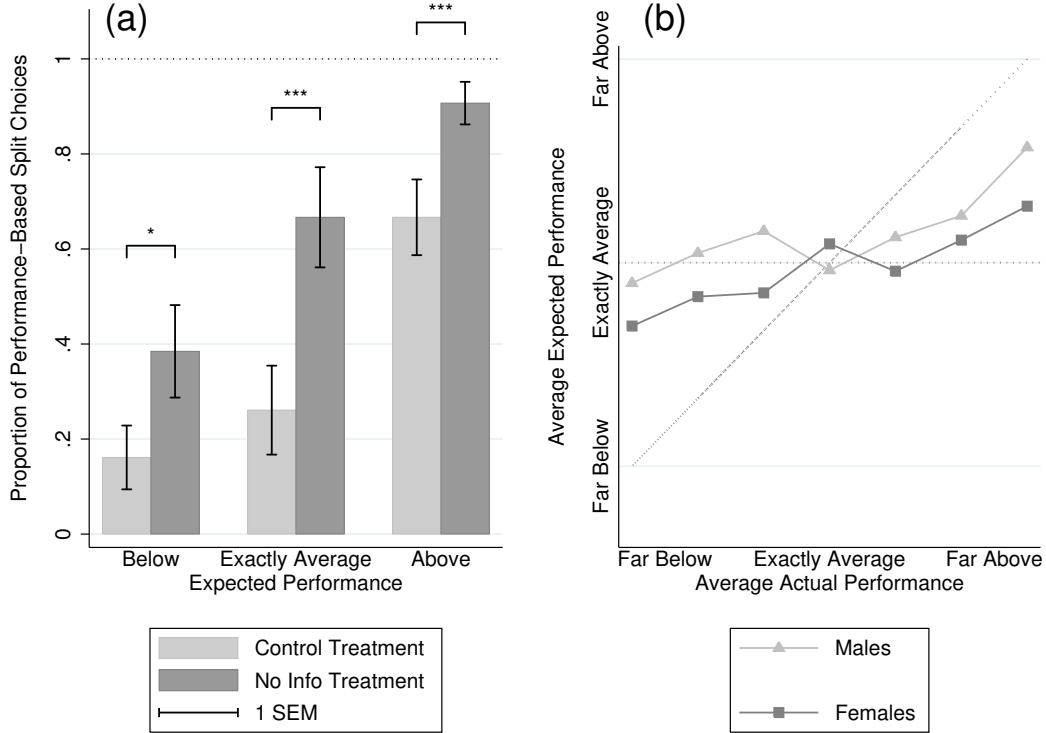 (a)
Proportion of Performance−Based Split Choices
0
.2
.4
.6
.8
1
*
***
***
Below
Exactly Average
Above
Expected Performance
Control Treatment
No Info Treatment
1 SEM
(b)
Average Expected Performance
Far Below
Exactly Average
Far Above
Far Below
Exactly Average
Far Above
Average Actual Performance
Males
Females